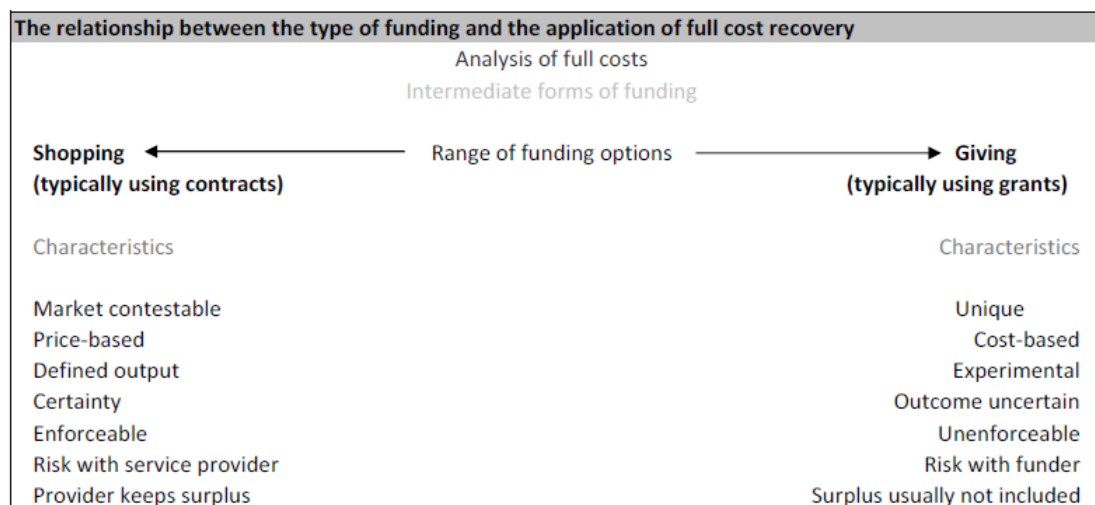 The relationship between the type of funding and the application of full cost recovery
Analysis of full costs
Intermediate forms of funding
Shopping Range of funding options Giving
(typically using contracts) (typically using grants)
Characteristics Characteristics
Market contestable Unique
Price-based Cost-based
Defined output Experimental
Certainty Outcome uncertain
Enforceable Unenforceable
Risk with service provider Risk with funder
Provider keeps surplus Surplus usually not included